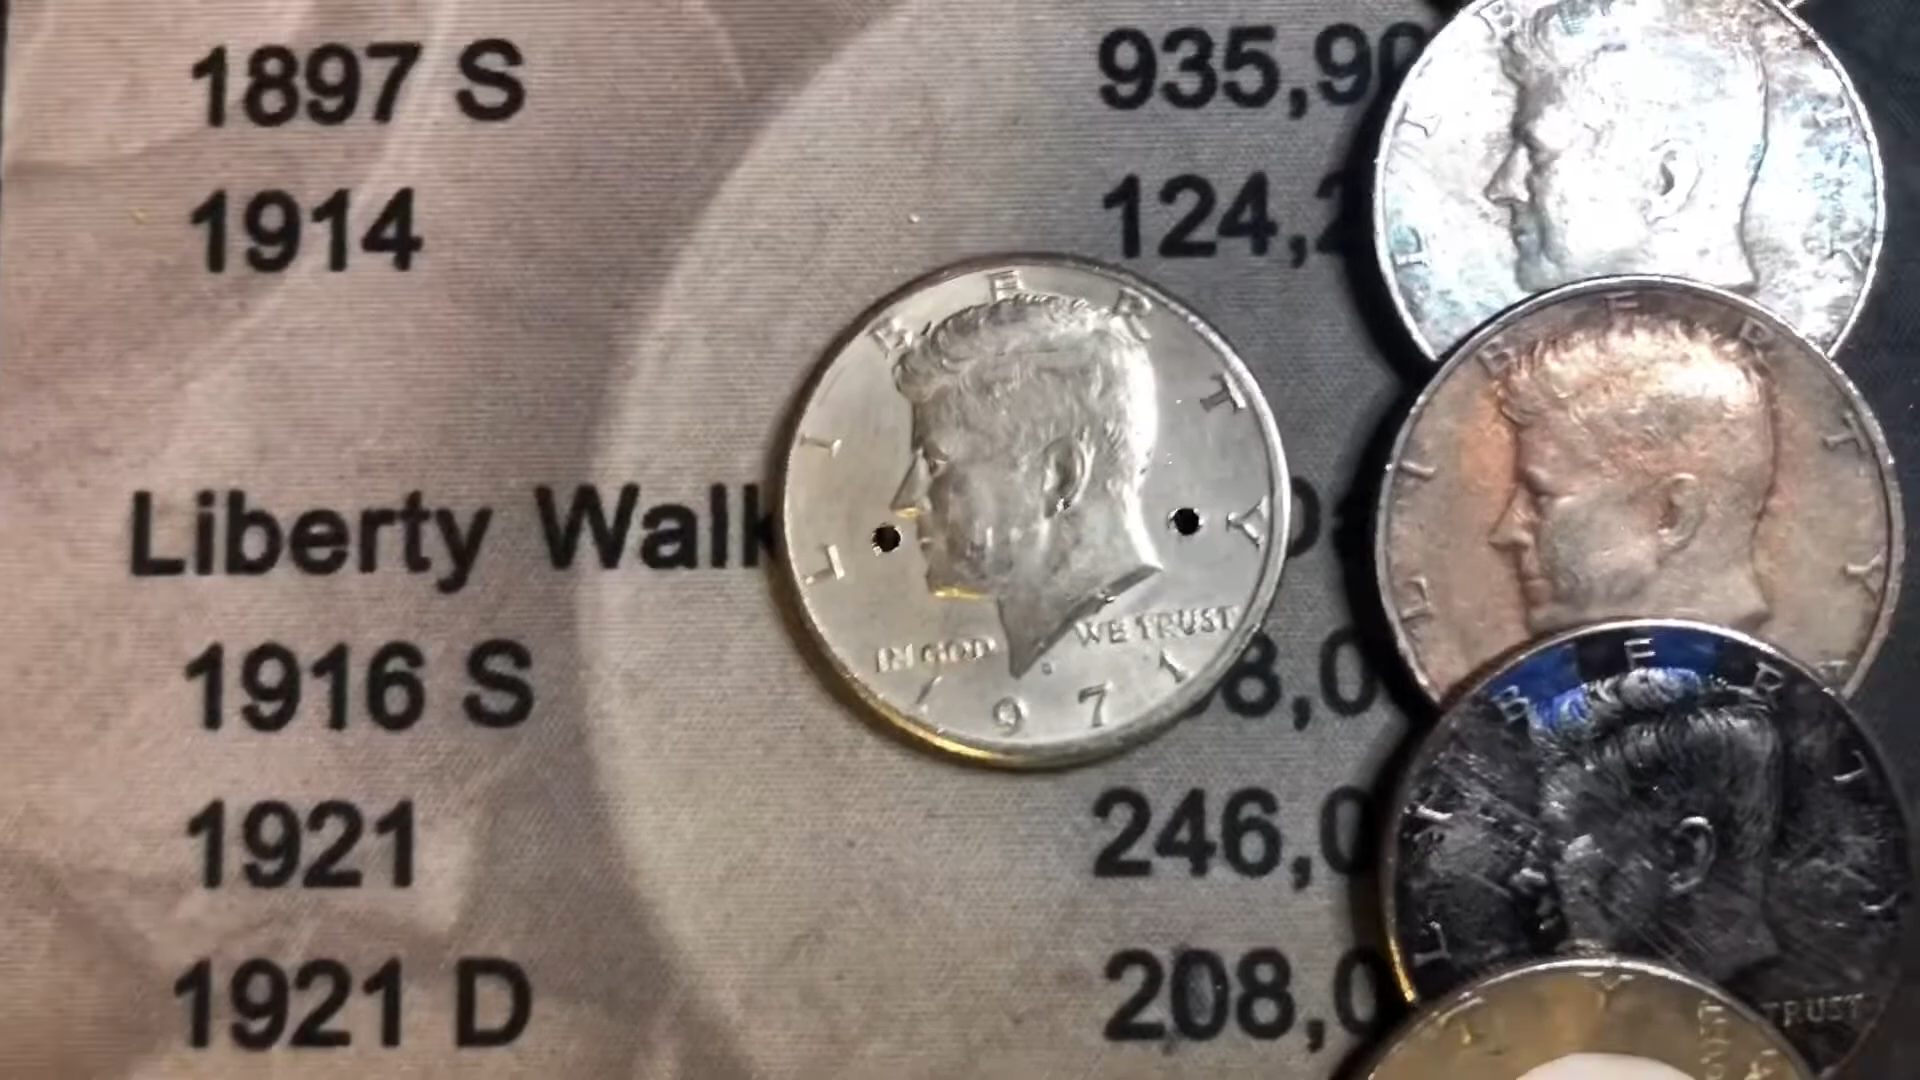 1897 S 935,90
1914 124,2
Liberty Walk
1916 S 8,0
1921 246,0
1921 D 208,0
LIBERTY
IN GOD WE TRUST
1971
LIBERTY
LIBERTY
LIBERTY
TRUST